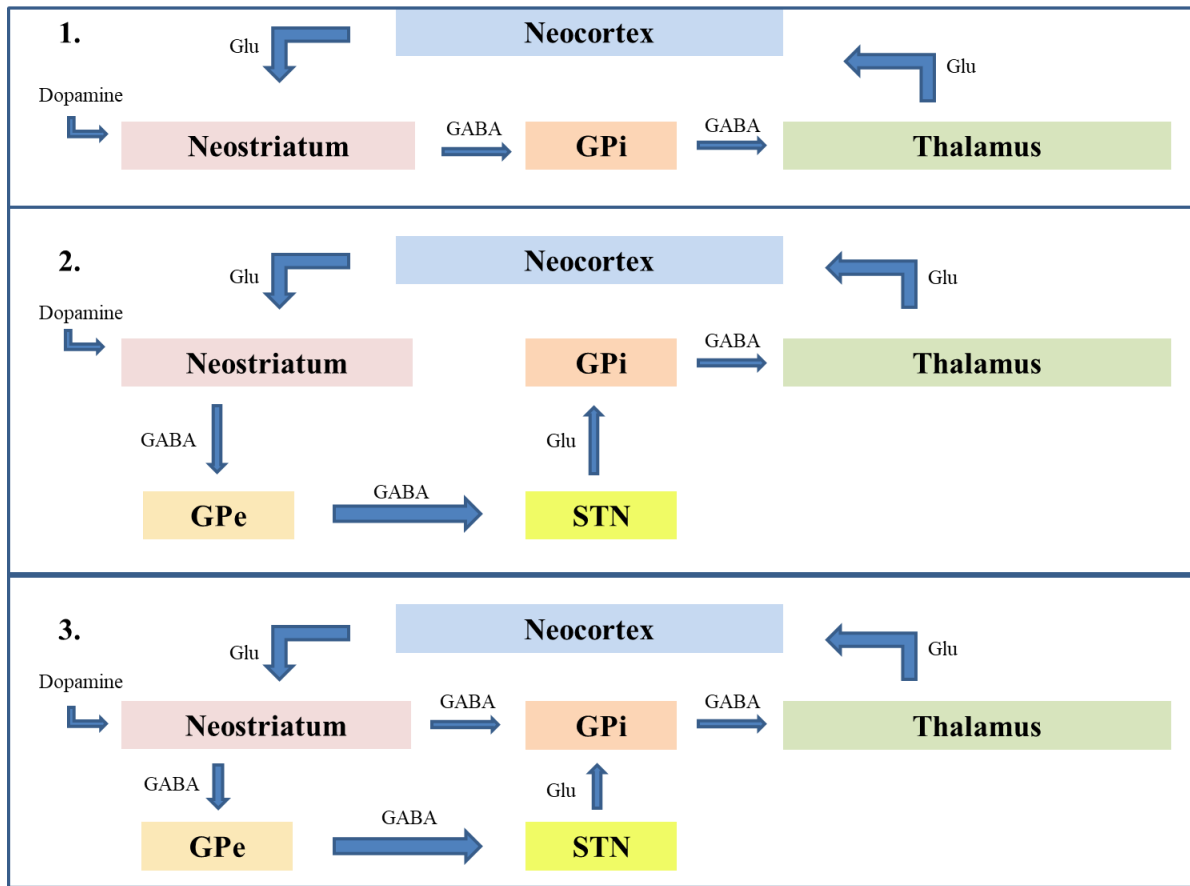 1.
Neocortex
Glu
Glu
Dopamine
Neostriatum
GABA
GPi
GABA
Thalamus
2.
Neocortex
Glu
Glu
Dopamine
Neostriatum
GPi
GABA
Thalamus
GABA
Glu
GPe
GABA
STN
3.
Neocortex
Glu
Glu
Dopamine
Neostriatum
GABA
GPi
GABA
Thalamus
GABA
Glu
GPe
GABA
STN